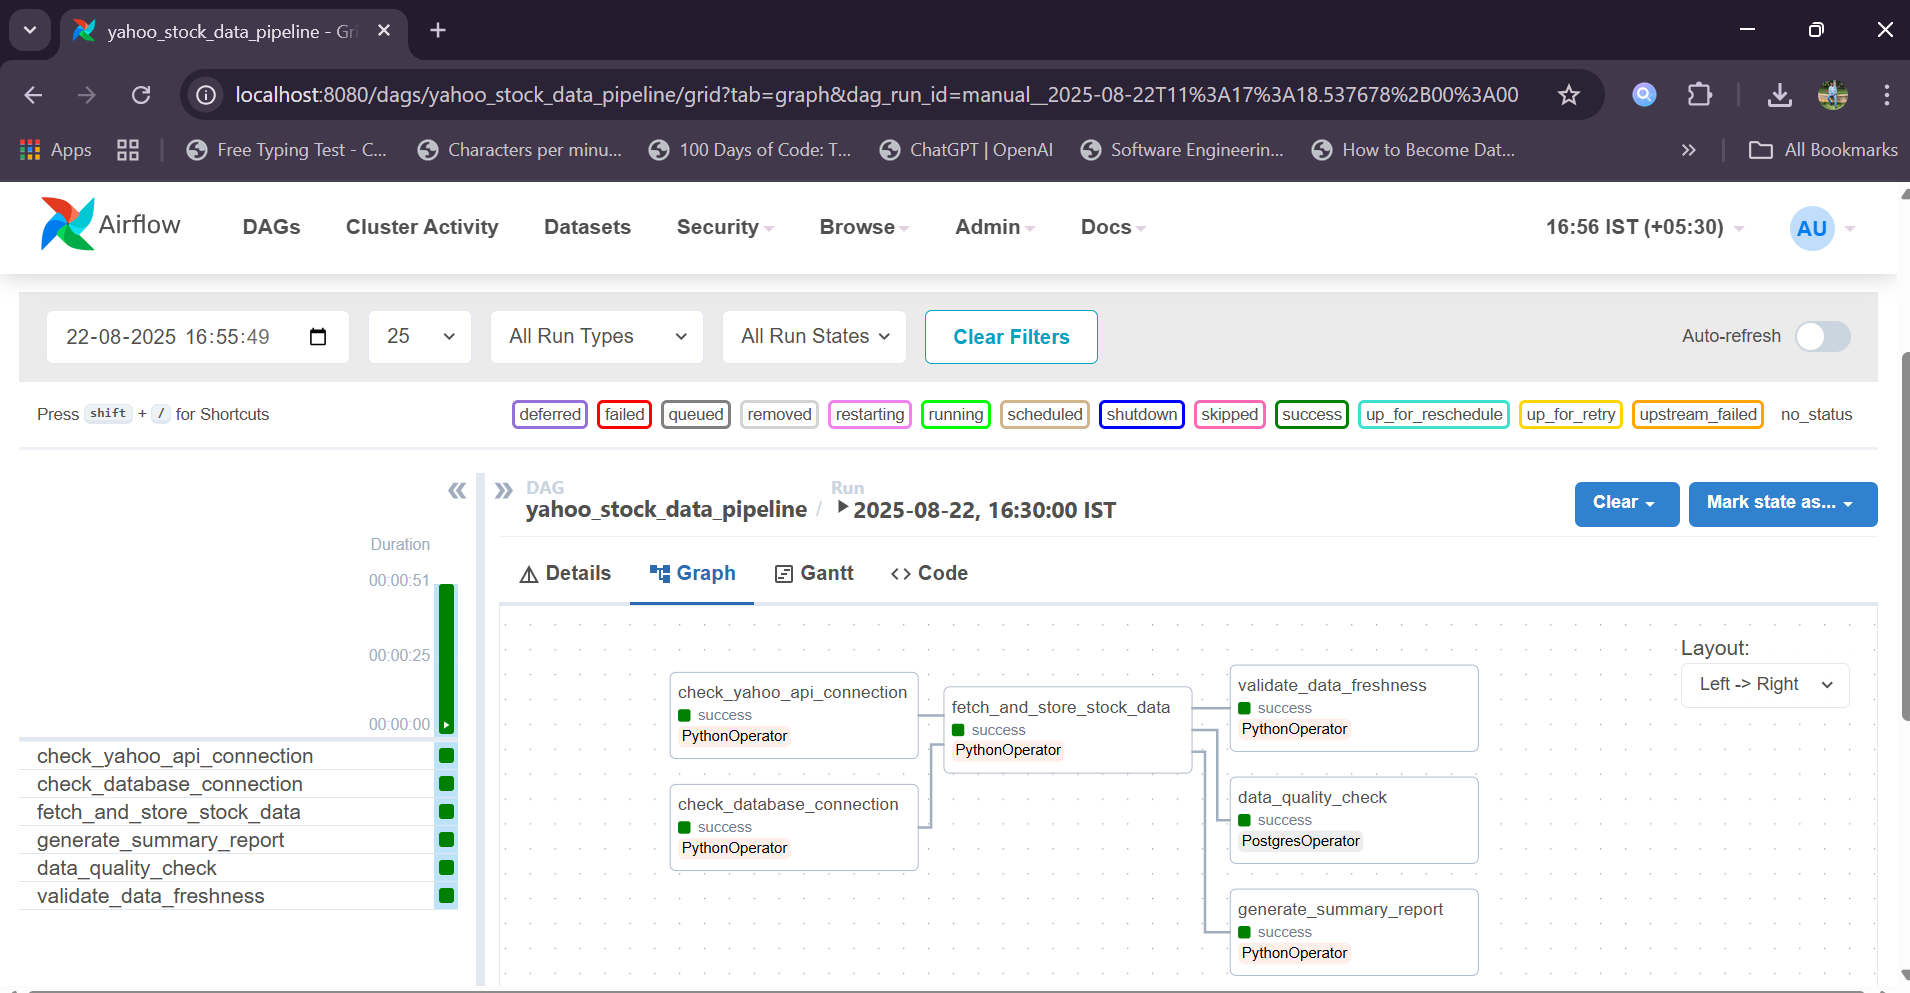 yahoo_stock_data_pipeline - Gri
localhost:8080/dags/yahoo_stock_data_pipeline/grid?tab=graph&dag_run_id=manual__2025-08-22T11%3A17%3A18.537678%2B00%3A00
Apps Free Typing Test - C... Characters per minu... 100 Days of Code: T... ChatGPT | OpenAI Software Engineerin... How to Become Dat... » All Bookmarks
Airflow DAGs Cluster Activity Datasets Security Browse Admin Docs 16:56 IST (+05:30) AU
22-08-2025 16:55:49 25 All Run Types All Run States Clear Filters Auto-refresh
Press shift + / for Shortcuts deferred failed queued removed restarting running scheduled shutdown skipped success up_for_reschedule up_for_retry upstream_failed no_status
DAG Run
yahoo_stock_data_pipeline / 2025-08-22, 16:30:00 IST Clear Mark state as...
Details Graph Gantt Code
Duration
00:00:51
00:00:25
00:00:00
check_yahoo_api_connection
check_database_connection
fetch_and_store_stock_data
generate_summary_report
data_quality_check
validate_data_freshness
Layout:
Left -> Right
check_yahoo_api_connection
success
PythonOperator
check_database_connection
success
PythonOperator
fetch_and_store_stock_data
success
PythonOperator
validate_data_freshness
success
PythonOperator
data_quality_check
success
PostgresOperator
generate_summary_report
success
PythonOperator